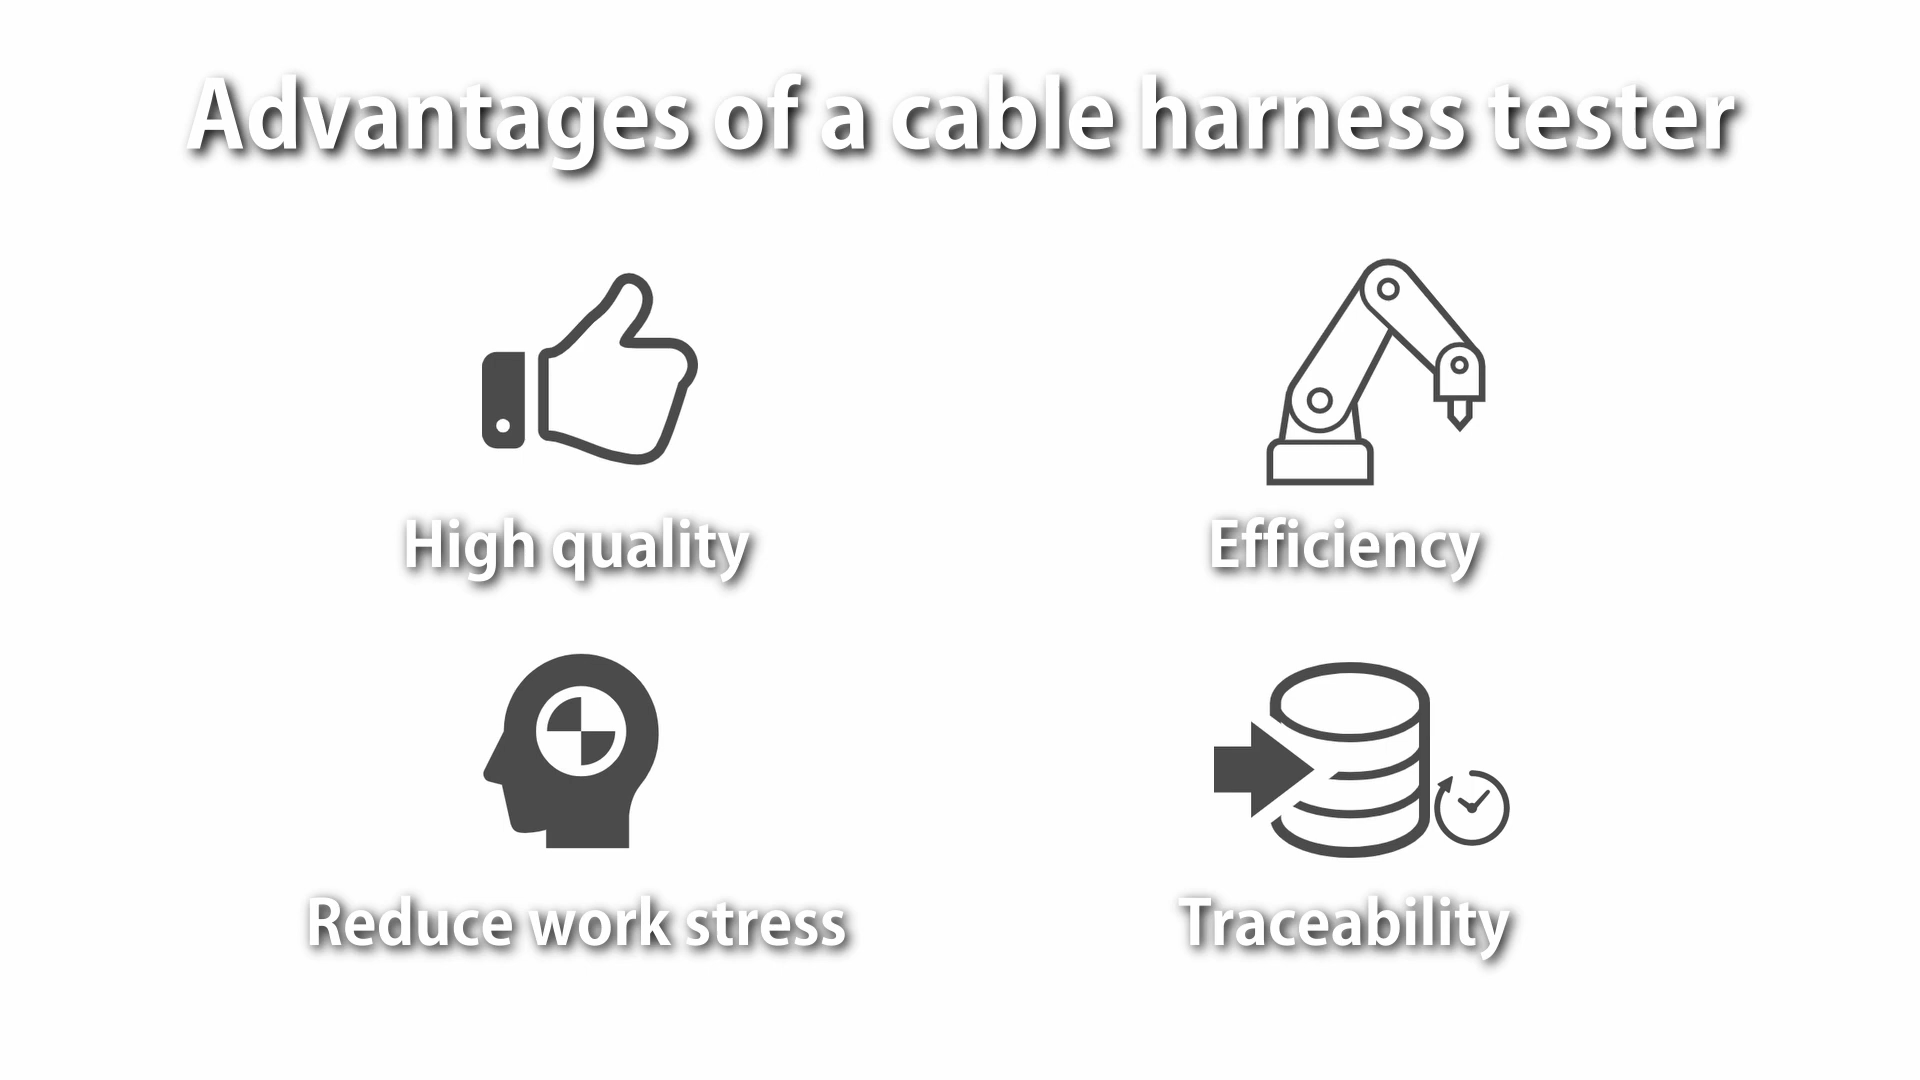 Advantages of a cable harness tester
High quality
Efficiency
Reduce work stress
Traceability